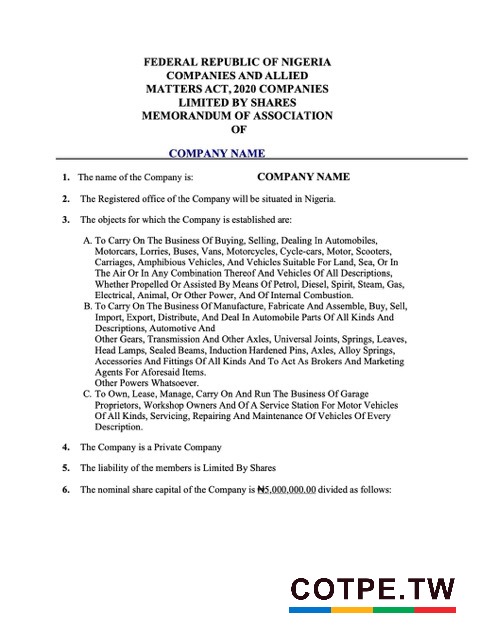 FEDERAL REPUBLIC OF NIGERIA
COMPANIES AND ALLIED
MATTERS ACT, 2020 COMPANIES
LIMITED BY SHARES
MEMORANDUM OF ASSOCIATION
OF
COMPANY NAME
1. The name of the Company is: COMPANY NAME
2. The Registered office of the Company will be situated in Nigeria.
3. The objects for which the Company is established are:
A. To Carry On The Business Of Buying, Selling, Dealing In Automobiles,
Motorcars, Lorries, Buses, Vans, Motorcycles, Cycle-cars, Motor, Scooters,
Carriages, Amphibious Vehicles, And Vehicles Suitable For Land, Sea, Or In
The Air Or In Any Combination Thereof And Vehicles Of All Descriptions,
Whether Propelled Or Assisted By Means Of Petrol, Diesel, Spirit, Steam, Gas,
Electrical, Animal, Or Other Power, And Of Internal Combustion.
B. To Carry On The Business Of Manufacture, Fabricate And Assemble, Buy, Sell,
Import, Export, Distribute, And Deal In Automobile Parts Of All Kinds And
Descriptions, Automotive And
Other Gears, Transmission And Other Axles, Universal Joints, Springs, Leaves,
Head Lamps, Sealed Beams, Induction Hardened Pins, Axles, Alloy Springs,
Accessories And Fittings Of All Kinds And To Act As Brokers And Marketing
Agents For Aforesaid Items.
Other Powers Whatsoever.
C. To Own, Lease, Manage, Carry On And Run The Business Of Garage
Proprietors, Workshop Owners And Of A Service Station For Motor Vehicles
Of All Kinds, Servicing, Repairing And Maintenance Of Vehicles Of Every
Description.
4. The Company is a Private Company
5. The liability of the members is Limited By Shares
6. The nominal share capital of the Company is ₦5,000,000.00 divided as follows:
COTPE.TW